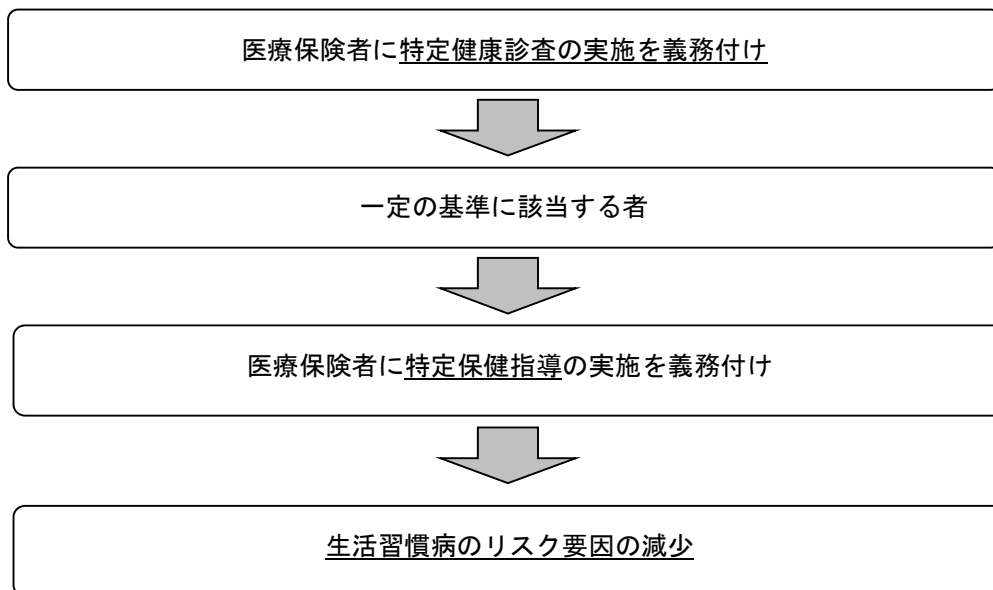 医療保険者に特定健康診査の実施を義務付け
一定の基準に該当する者
医療保険者に特定保健指導の実施を義務付け
生活習慣病のリスク要因の減少